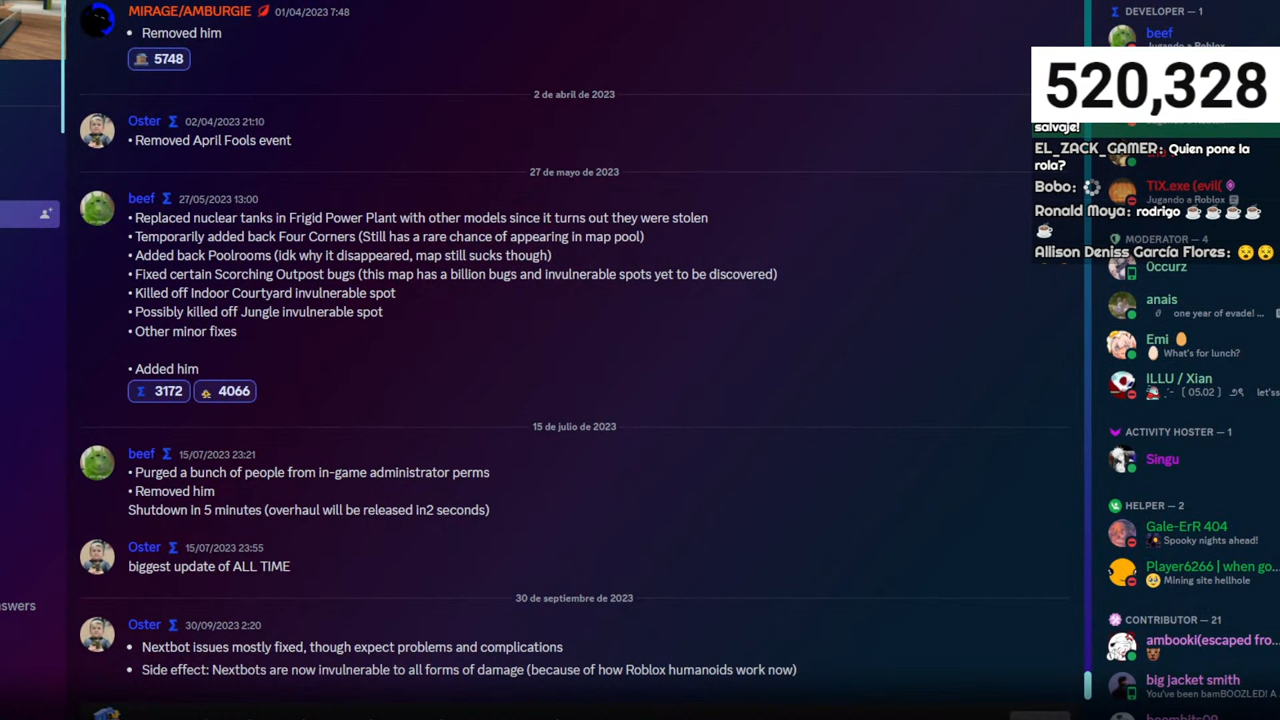 MIRAGE/AMBURGIE 01/04/2023 7:48
• Removed him
5748
2 de abril de 2023
Oster Σ 02/04/2023 21:10
• Removed April Fools event
27 de mayo de 2023
beef Σ 27/05/2023 13:00
• Replaced nuclear tanks in Frigid Power Plant with other models since it turns out they were stolen
• Temporarily added back Four Corners (Still has a rare chance of appearing in map pool)
• Added back Poolrooms (idk why it disappeared, map still sucks though)
• Fixed certain Scorching Outpost bugs (this map has a billion bugs and invulnerable spots yet to be discovered)
• Killed off Indoor Courtyard invulnerable spot
• Possibly killed off Jungle invulnerable spot
• Other minor fixes
• Added him
Σ 3172 4066
15 de julio de 2023
beef Σ 15/07/2023 23:21
• Purged a bunch of people from in-game administrator perms
• Removed him
Shutdown in 5 minutes (overhaul will be released in2 seconds)
Oster Σ 15/07/2023 23:55
biggest update of ALL TIME
30 de septiembre de 2023
Oster Σ 30/09/2023 2:20
• Nextbot issues mostly fixed, though expect problems and complications
• Side effect: Nextbots are now invulnerable to all forms of damage (because of how Roblox humanoids work now)
nswers
Σ DEVELOPER — 1
beef
Jugando a Roblox
520,328
salvaje!
EL_ZACK_GAMER: Quien pone la
rola?
Bobo:
TIX.exe (evil(
Jugando a Roblox
Ronald Moya: rodrigo ☕ ☕ ☕ ☕
☕
MODERATOR — 4
Allison Deniss García Flores: 😵 😵
0ccurz
anais
one year of evade! ...
Emi 🥚
What's for lunch?
ILLU / Xian
[ 05.02 ] let'ss
ACTIVITY HOSTER — 1
Singu
HELPER — 2
Gale-ErR 404
Spooky nights ahead!
Player6266 | when go...
🥹 Mining site hellhole
CONTRIBUTOR — 21
ambooki(escaped fro...
🐻
big jacket smith
You've been bamBOOZLED! A